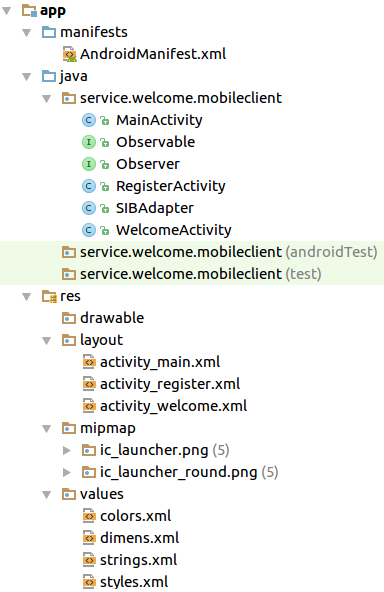 app
manifests
AndroidManifest.xml
java
service.welcome.mobileclient
C MainActivity
I Observable
I Observer
C RegisterActivity
C SIBAdapter
C WelcomeActivity
service.welcome.mobileclient (androidTest)
service.welcome.mobileclient (test)
res
drawable
layout
activity_main.xml
activity_register.xml
activity_welcome.xml
mipmap
ic_launcher.png (5)
ic_launcher_round.png (5)
values
colors.xml
dimens.xml
strings.xml
styles.xml